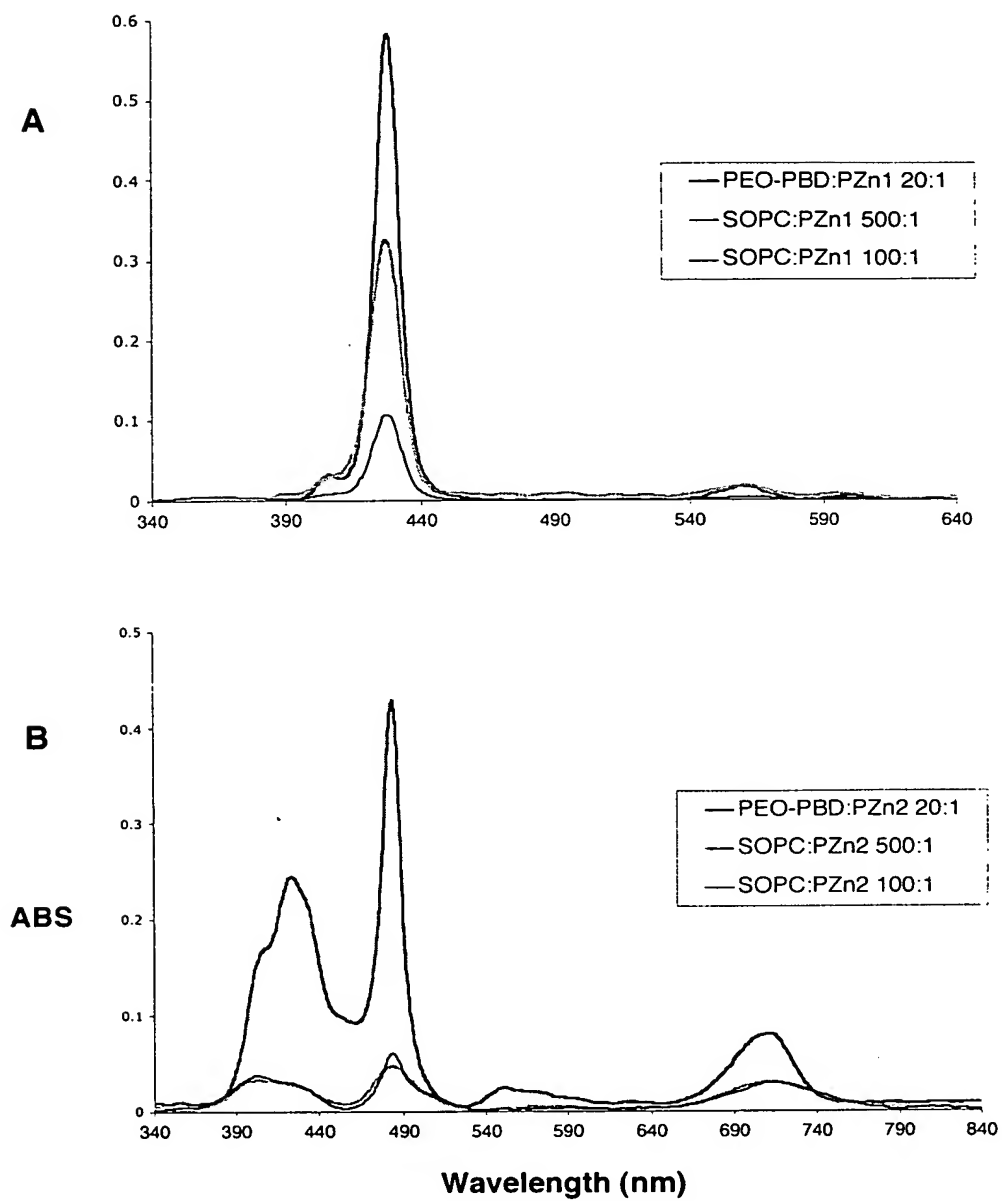 A
0.6
0.5
0.4
0.3
0.2
0.1
0
340 390 440 490 540 590 640
PEO-PBD:PZn1 20:1
SOPC:PZn1 500:1
SOPC:PZn1 100:1
B
ABS
0.5
0.4
0.3
0.2
0.1
0
340 390 440 490 540 590 640 690 740 790 840
PEO-PBD:PZn2 20:1
SOPC:PZn2 500:1
SOPC:PZn2 100:1
Wavelength (nm)